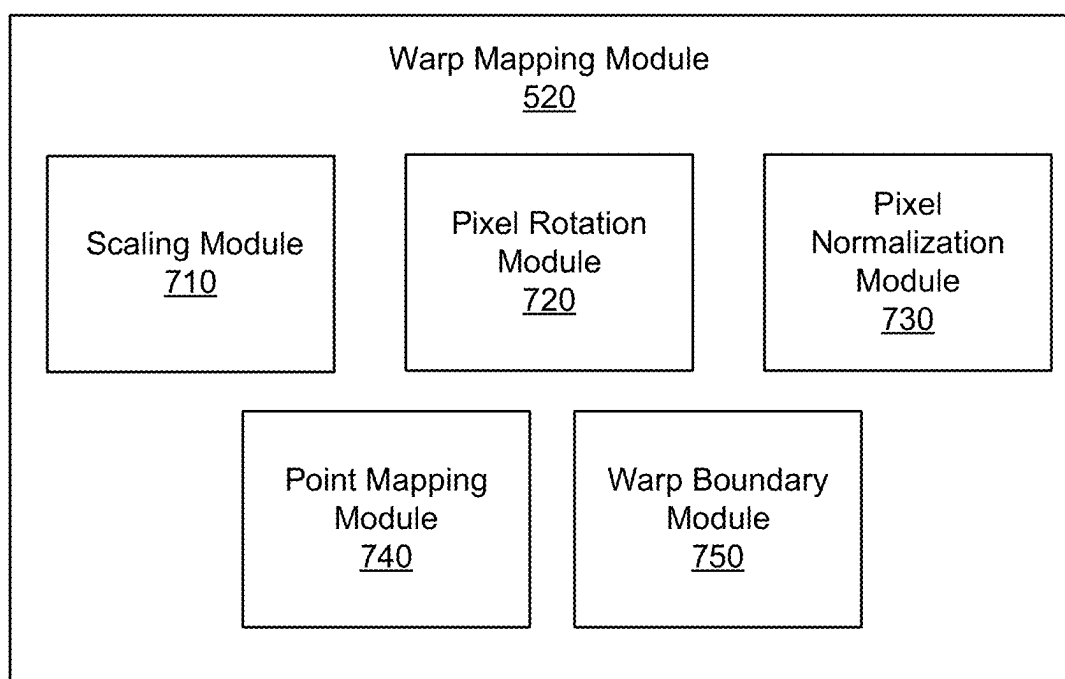 Warp Mapping Module
520
Scaling Module
710
Pixel Rotation
Module
720
Pixel
Normalization
Module
730
Point Mapping
Module
740
Warp Boundary
Module
750